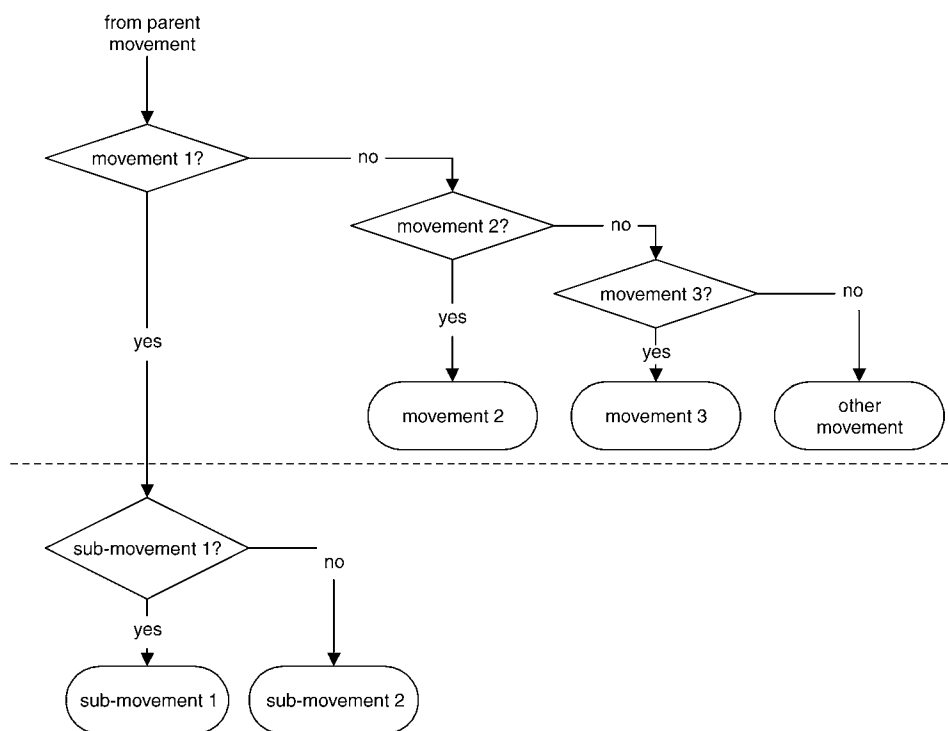 from parent
movement
movement 1?
no
movement 2?
no
movement 3?
no
yes
yes
yes
movement 2
movement 3
other
movement
sub-movement 1?
no
yes
sub-movement 1
sub-movement 2